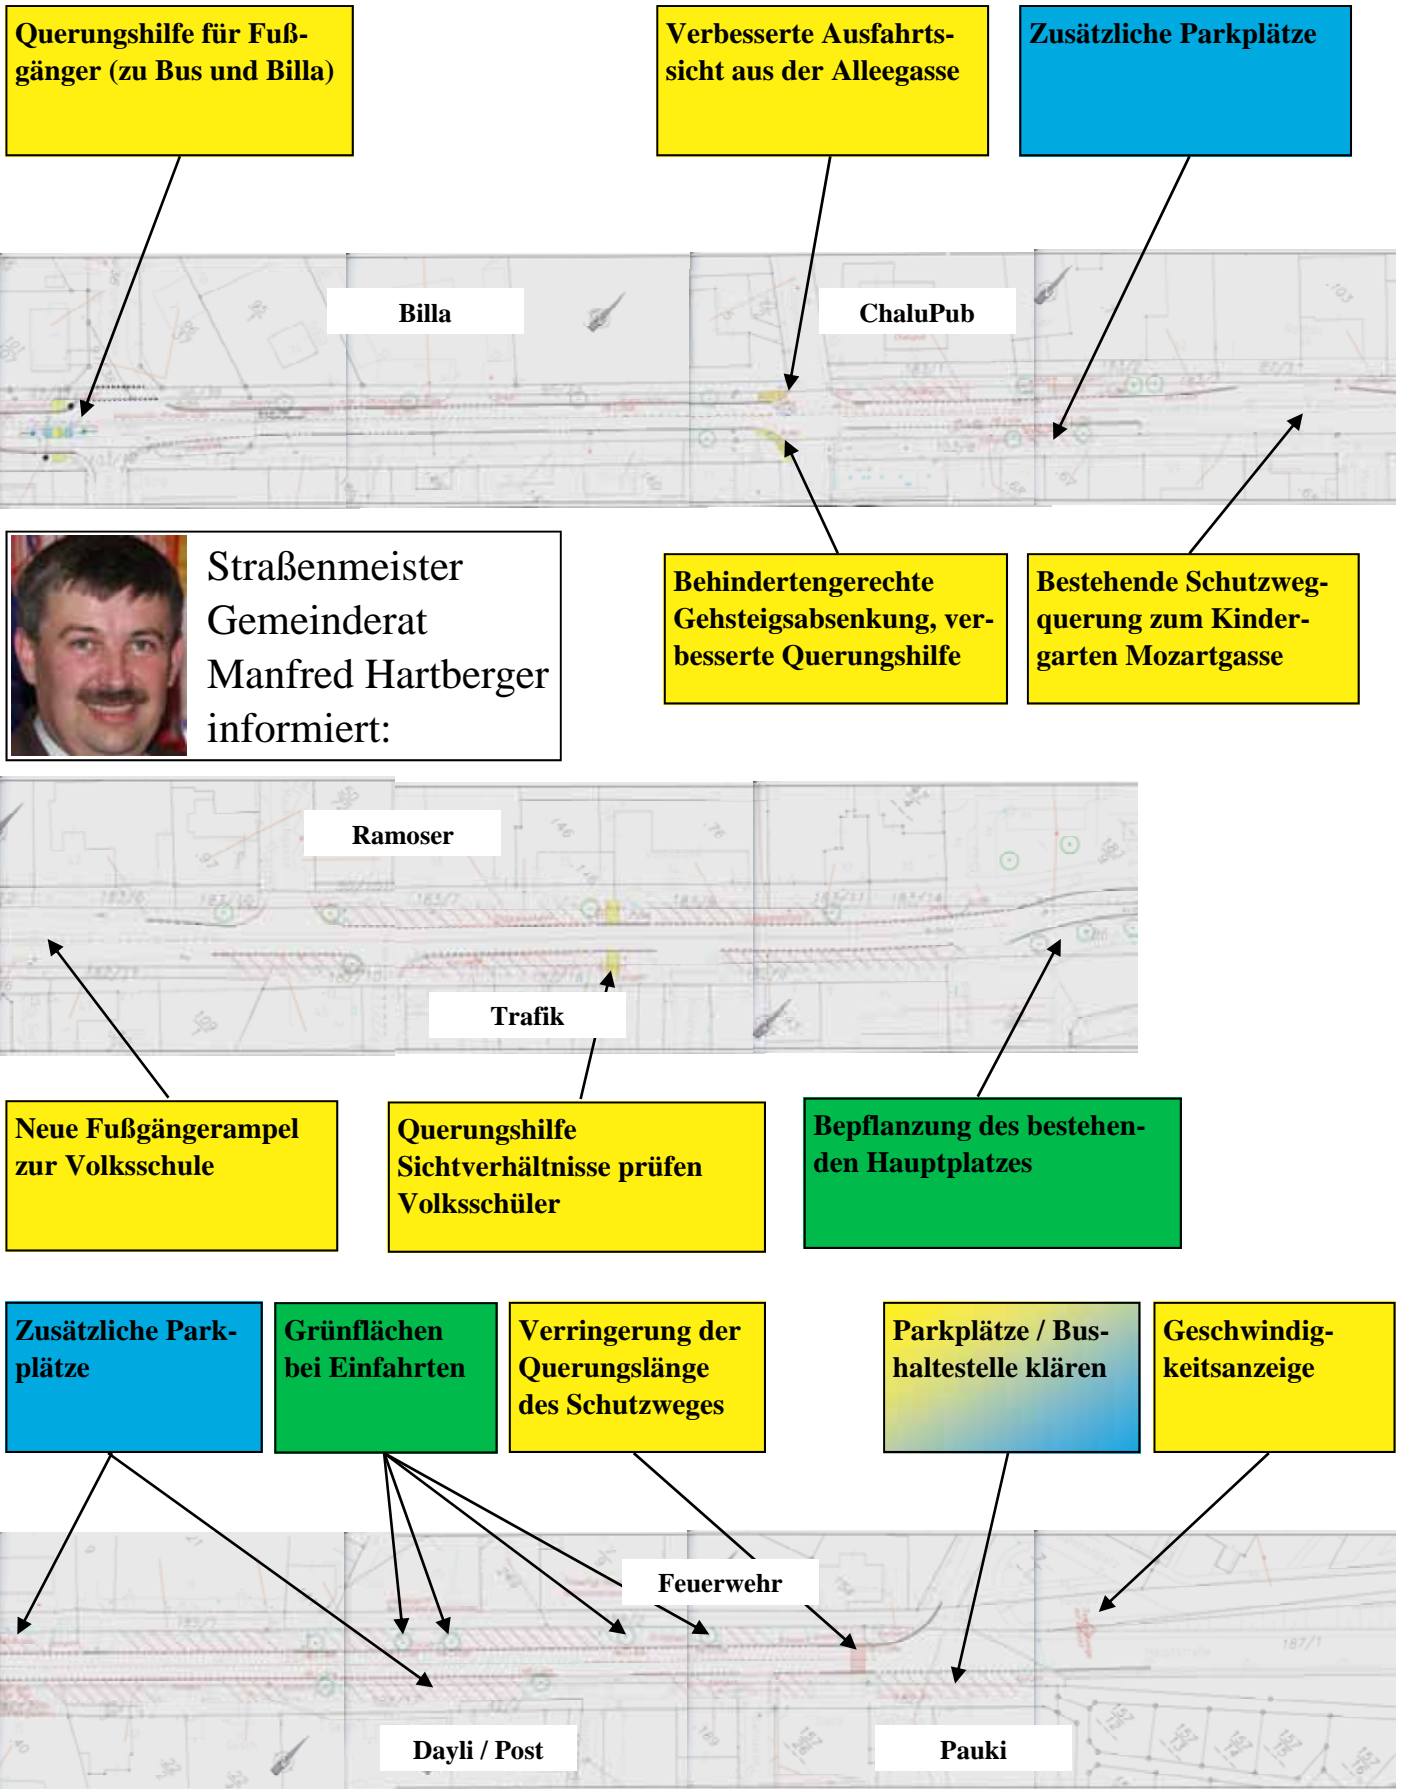 Querungshilfe für Fuß-
gänger (zu Bus und Billa)
Verbesserte Ausfahrts-
sicht aus der Alleegasse
Zusätzliche Parkplätze
Billa
ChaluPub
Straßenmeister
Gemeinderat
Manfred Hartberger
informiert:
Behindertengerechte
Gehsteigsabsenkung, ver-
besserte Querungshilfe
Bestehende Schutzweg-
querung zum Kinder-
garten Mozartgasse
Ramoser
Trafik
Neue Fußgängerampel
zur Volksschule
Querungshilfe
Sichtverhältnisse prüfen
Volksschüler
Bepflanzung des bestehen-
den Hauptplatzes
Zusätzliche Park-
plätze
Grünflächen
bei Einfahrten
Verringerung der
Querungslänge
des Schutzweges
Parkplätze / Bus-
haltestelle klären
Geschwindig-
keitsanzeige
Feuerwehr
187/1
Dayli / Post
Pauki